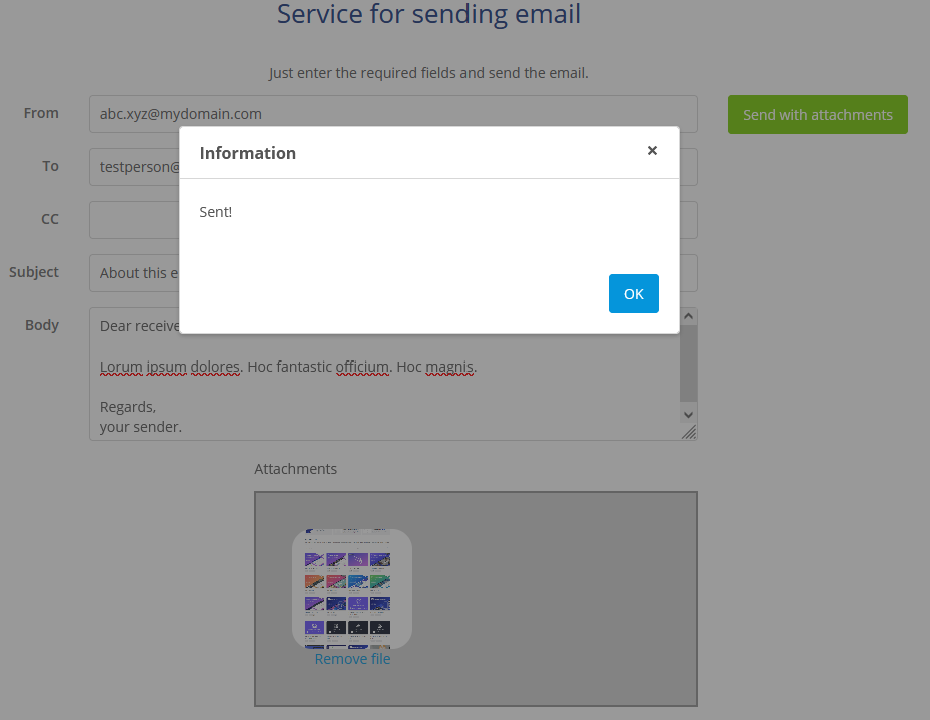 Service for sending email
Just enter the required fields and send the email.
From
abc.xyz@mydomain.com
Send with attachments
Information
×
To
testperson@
Sent!
CC
OK
Subject
About this e
Body
Dear receive
Lorum ipsum dolores. Hoc fantastic officium. Hoc magnis.
Regards,
your sender.
Attachments
Remove file